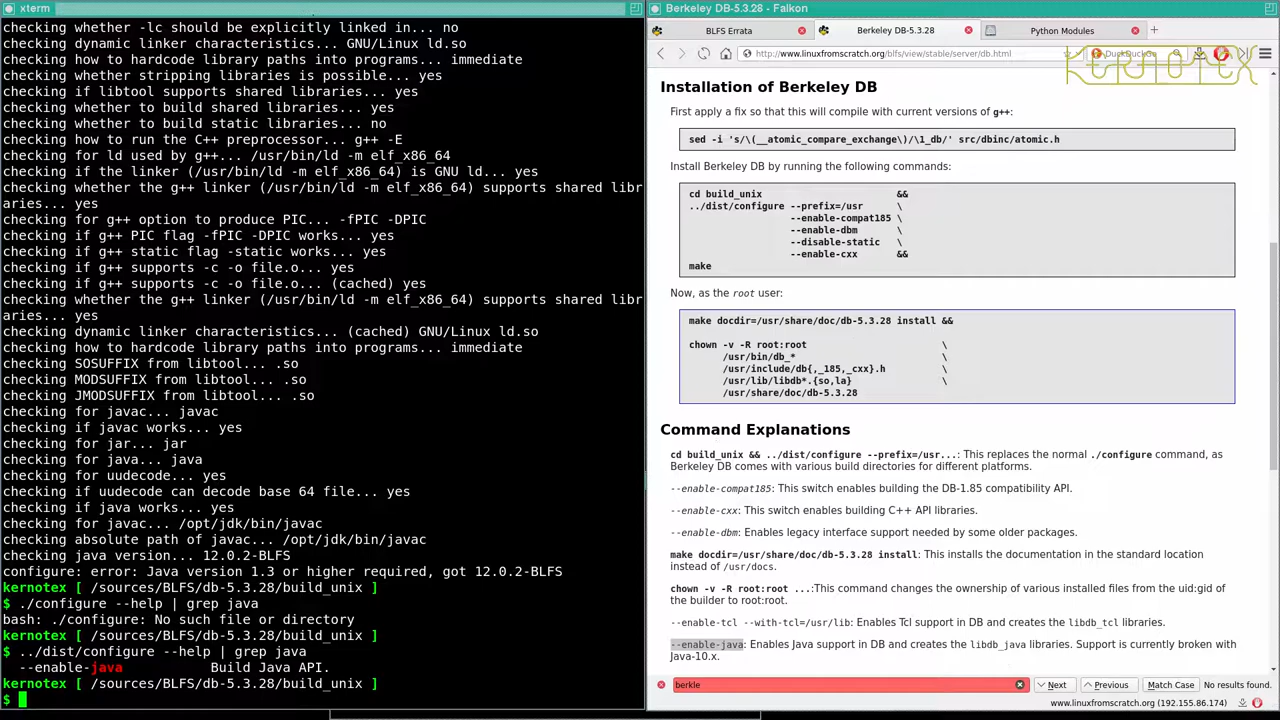 xterm
checking whether -lc should be explicitly linked in... no
checking dynamic linker characteristics... GNU/Linux ld.so
checking how to hardcode library paths into programs... immediate
checking whether stripping libraries is possible... yes
checking if libtool supports shared libraries... yes
checking whether to build shared libraries... yes
checking whether to build static libraries... no
checking how to run the C++ preprocessor... g++ -E
checking for ld used by g++... /usr/bin/ld -m elf_x86_64
checking if the linker (/usr/bin/ld -m elf_x86_64) is GNU ld... yes
checking whether the g++ linker (/usr/bin/ld -m elf_x86_64) supports shared libr
aries... yes
checking for g++ option to produce PIC... -fPIC -DPIC
checking if g++ PIC flag -fPIC -DPIC works... yes
checking if g++ static flag -static works... yes
checking if g++ supports -c -o file.o... yes
checking if g++ supports -c -o file.o... (cached) yes
checking whether the g++ linker (/usr/bin/ld -m elf_x86_64) supports shared libr
aries... yes
checking dynamic linker characteristics... (cached) GNU/Linux ld.so
checking how to hardcode library paths into programs... immediate
checking SOSUFFIX from libtool... .so
checking MODSUFFIX from libtool... .so
checking JMODSUFFIX from libtool... .so
checking for javac... javac
checking if javac works... yes
checking for jar... jar
checking for java... java
checking for uudecode... yes
checking if uudecode can decode base 64 file... yes
checking if java works... yes
checking for javac... /opt/jdk/bin/javac
checking absolute path of javac... /opt/jdk/bin/javac
checking java version... 12.0.2-BLFS
configure: error: Java version 1.3 or higher required, got 12.0.2-BLFS
kernotex [ /sources/BLFS/db-5.3.28/build_unix ]
$ ./configure --help | grep java
bash: ./configure: No such file or directory
kernotex [ /sources/BLFS/db-5.3.28/build_unix ]
$ ../dist/configure --help | grep java
--enable-java Build Java API.
kernotex [ /sources/BLFS/db-5.3.28/build_unix ]
$
Berkeley DB-5.3.28 - Falkon
BLFS Errata
Berkeley DB-5.3.28
Python Modules
http://www.linuxfromscratch.org/blfs/view/stable/server/db.html
DuckDuckGo
KERNOTEX
Installation of Berkeley DB
First apply a fix so that this will compile with current versions of g++:
sed -i 's/\(__atomic_compare_exchange\)/\1_db/' src/dbinc/atomic.h
Install Berkeley DB by running the following commands:
cd build_unix &&
../dist/configure --prefix=/usr \
--enable-compat185 \
--enable-dbm \
--disable-static \
--enable-cxx &&
make
Now, as the root user:
make docdir=/usr/share/doc/db-5.3.28 install &&
chown -v -R root:root \
/usr/bin/db_* \
/usr/include/db{,_185,_cxx}.h \
/usr/lib/libdb*.{so,la} \
/usr/share/doc/db-5.3.28
Command Explanations
cd build_unix && ../dist/configure --prefix=/usr...: This replaces the normal ./configure command, as
Berkeley DB comes with various build directories for different platforms.
--enable-compat185: This switch enables building the DB-1.85 compatibility API.
--enable-cxx: This switch enables building C++ API libraries.
--enable-dbm: Enables legacy interface support needed by some older packages.
make docdir=/usr/share/doc/db-5.3.28 install: This installs the documentation in the standard location
instead of /usr/docs.
chown -v -R root:root ...:This command changes the ownership of various installed files from the uid:gid of
the builder to root:root.
--enable-tcl --with-tcl=/usr/lib: Enables Tcl support in DB and creates the libdb_tcl libraries.
--enable-java: Enables Java support in DB and creates the libdb_java libraries. Support is currently broken with
Java-10.x.
berkle
Next
Previous
Match Case
No results found.
www.linuxfromscratch.org (192.155.86.174)